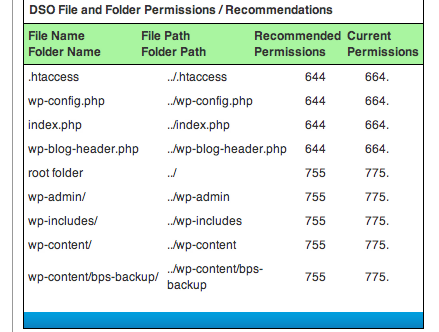 DSO File and Folder Permissions / Recommendations
File Name File Path Recommended Current
Folder Name Folder Path Permissions Permissions
.htaccess ../.htaccess 644 664.
wp-config.php ../wp-config.php 644 664.
index.php ../index.php 644 664.
wp-blog-header.php ../wp-blog-header.php 644 664.
root folder ../ 755 775.
wp-admin/ ../wp-admin 755 775.
wp-includes/ ../wp-includes 755 775.
wp-content/ ../wp-content 755 775.
wp-content/bps-backup/ ../wp-content/bps- 755 775.
backup